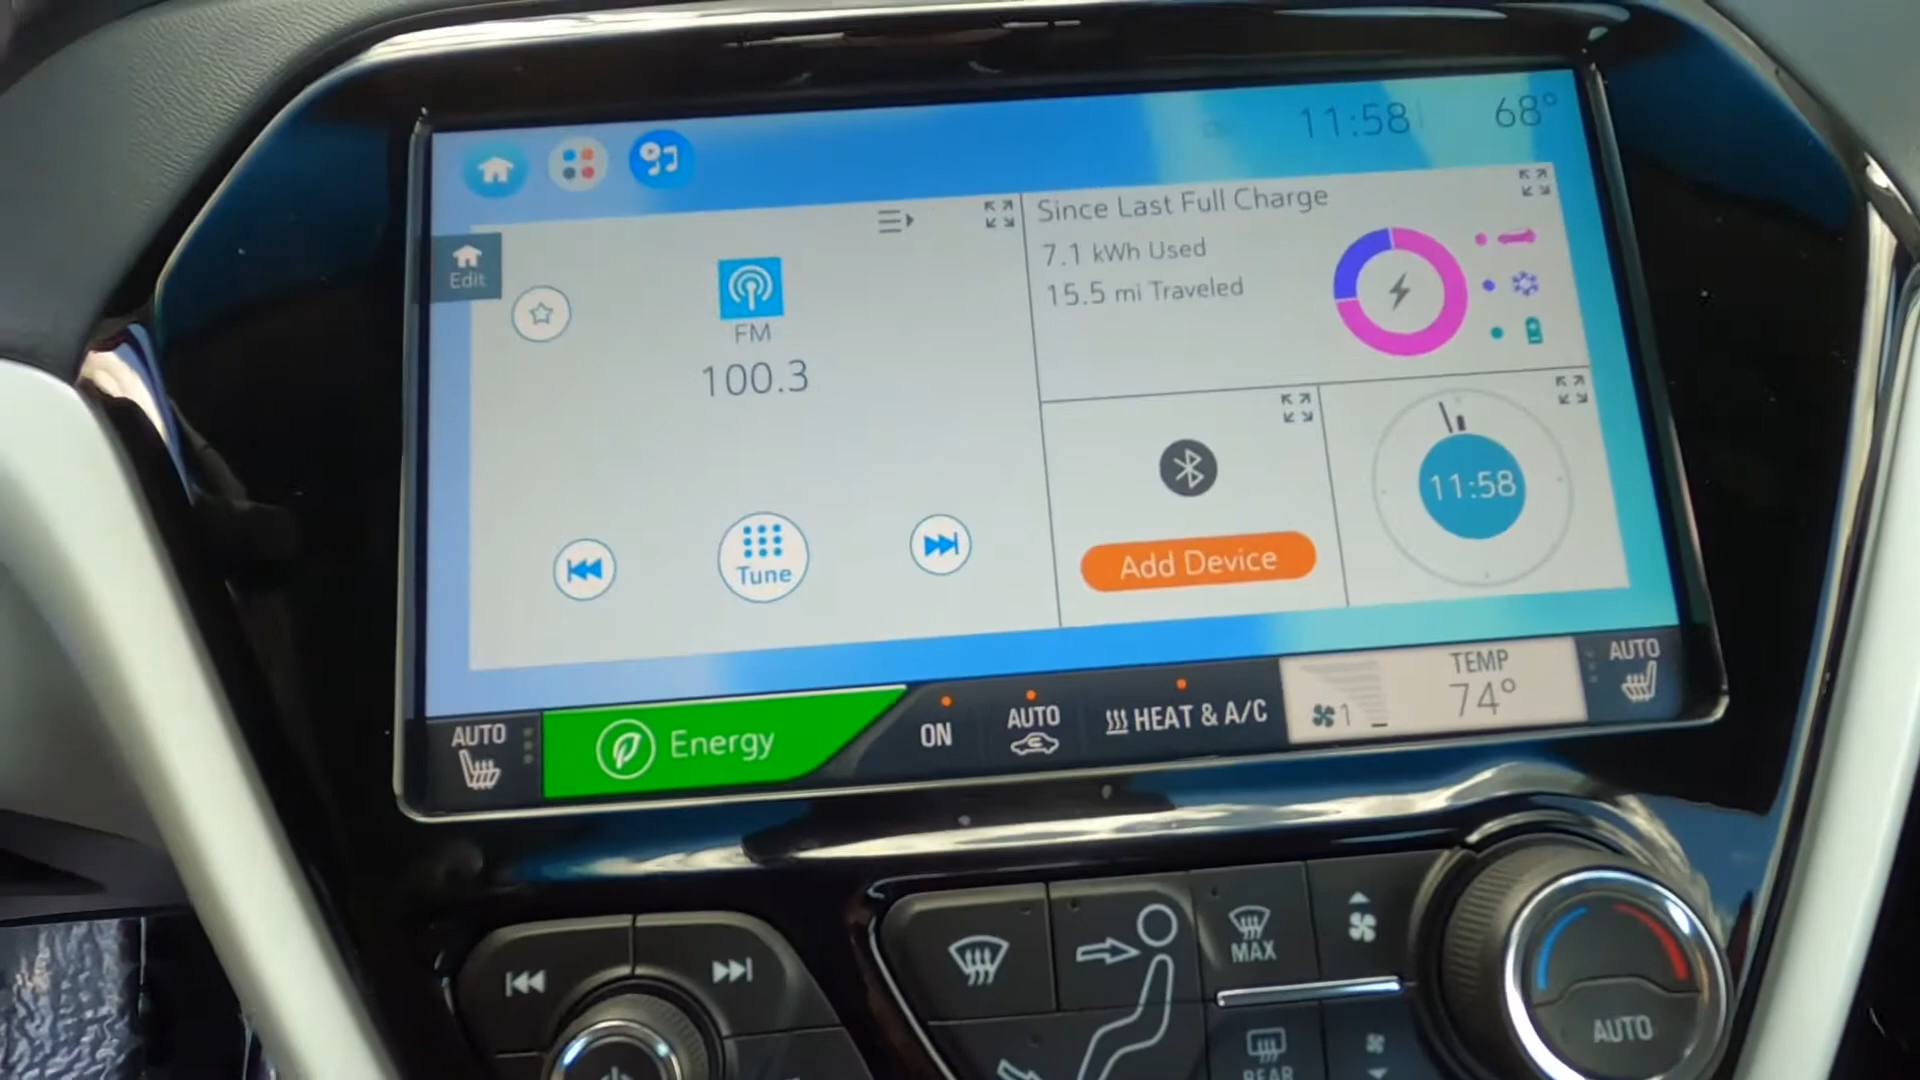 11:58
68°
Since Last Full Charge
7.1 kWh Used
15.5 mi Traveled
Edit
FM
100.3
Tune
Add Device
11:58
AUTO
Energy
ON
AUTO
HEAT & A/C
1
TEMP
74°
AUTO
MAX
REAR
AUTO